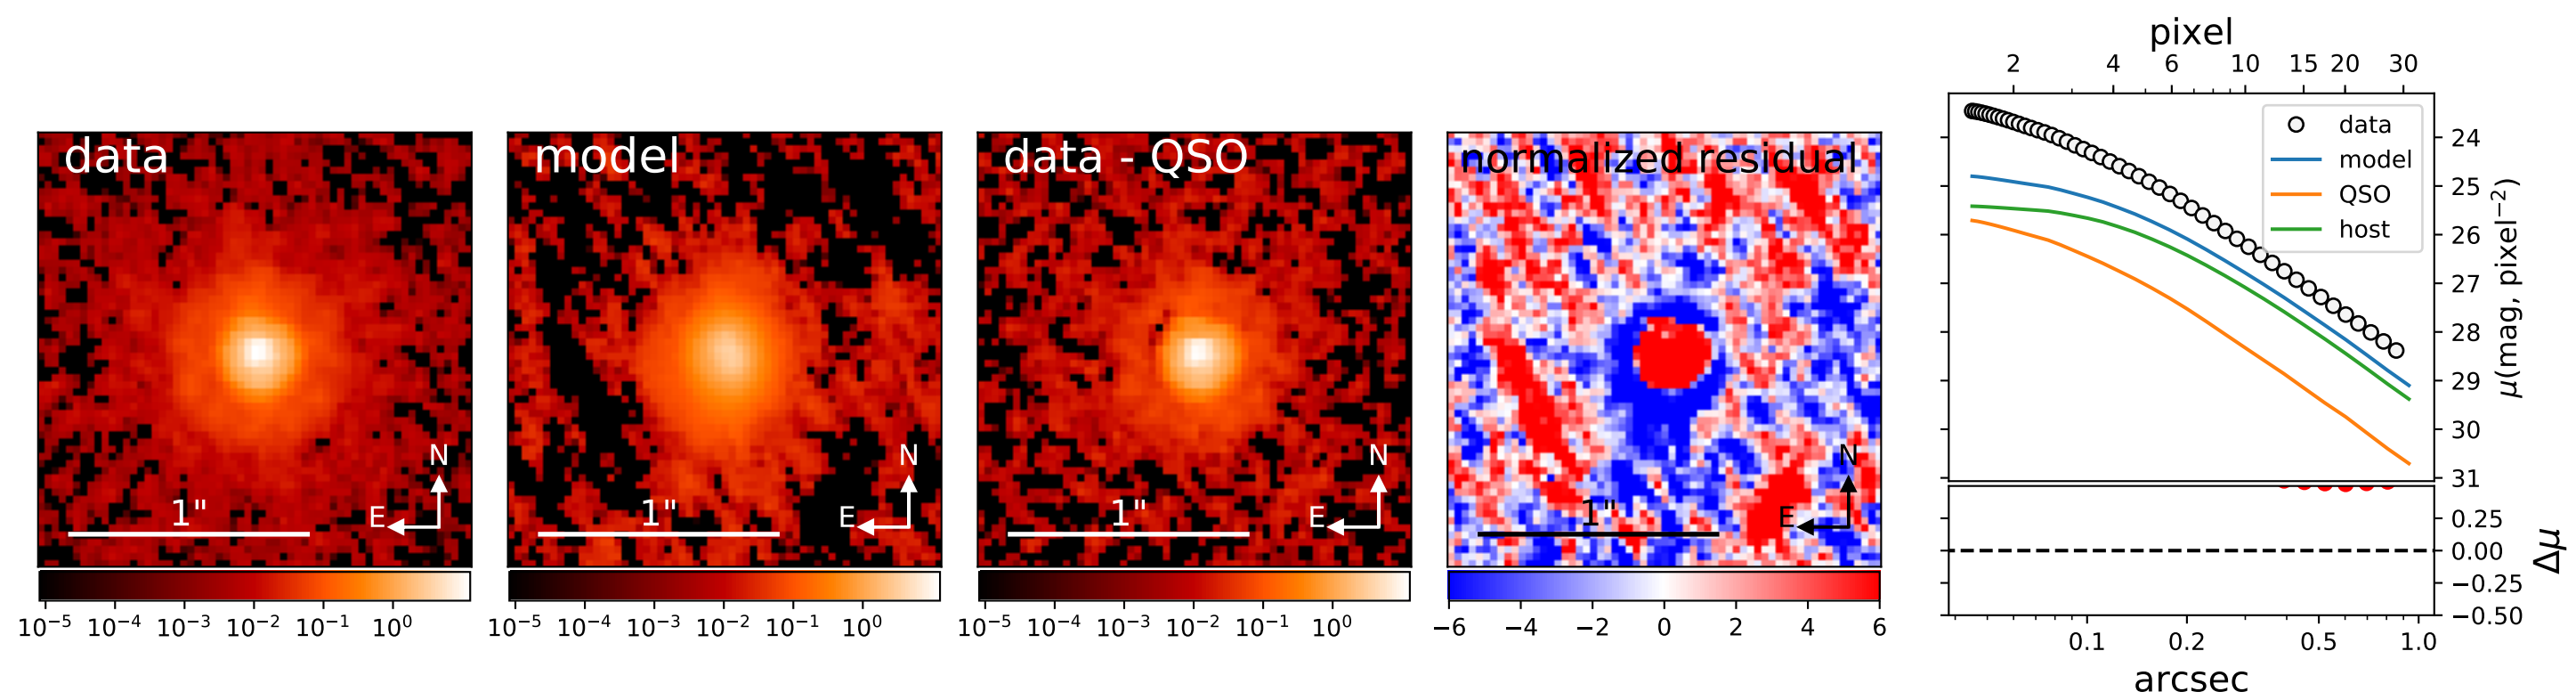 data
N
E
1"
10⁻⁵ 10⁻⁴ 10⁻³ 10⁻² 10⁻¹ 10⁰
model
N
E
1"
10⁻⁵ 10⁻⁴ 10⁻³ 10⁻² 10⁻¹ 10⁰
data - QSO
N
E
1"
10⁻⁵ 10⁻⁴ 10⁻³ 10⁻² 10⁻¹ 10⁰
normalized residual
N
E
1"
−6 −4 −2 0 2 4 6
pixel
2 4 6 10 15 20 30
data
model
QSO
host
24
25
26
27
28
29
30
31
μ(mag, pixel⁻²)
0.25
0.00
−0.25
−0.50
Δμ
0.1 0.2 0.5 1.0
arcsec